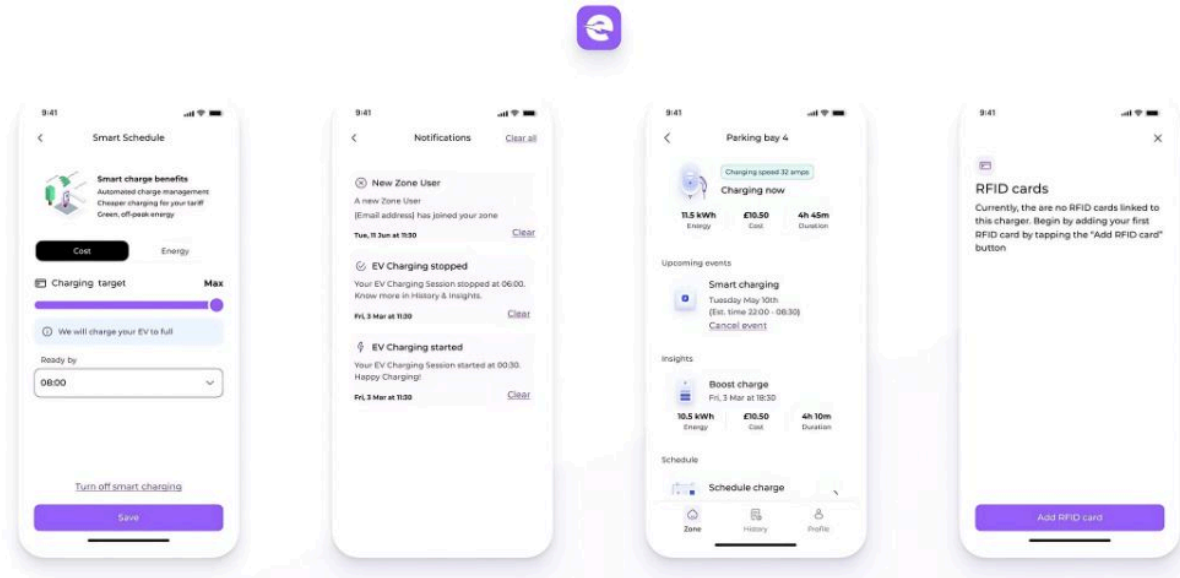 e
9:41
Smart Schedule
Smart charge benefits
Automated charge management
Cheaper charging for your tariff
Green, off-peak energy
Cost
Energy
Charging target
Max
We will charge your EV to full
Ready by
08:00
Turn off smart charging
Save
9:41
Notifications
Clear all
New Zone User
A new Zone User
{Email address} has joined your zone
Tue, 11 Jun at 11:30
Clear
EV Charging stopped
Your EV Charging Session stopped at 06:00.
Know more in History & Insights.
Fri, 3 Mar at 11:30
Clear
EV Charging started
Your EV Charging Session started at 00:30.
Happy Charging!
Fri, 3 Mar at 11:30
Clear
9:41
Parking bay 4
Charging speed 32 amps
Charging now
11.5 kWh
£10.50
4h 45m
Energy
Cost
Duration
Upcoming events
Smart charging
Tuesday May 10th
(Est. time 22:00 - 08:30)
Cancel event
Insights
Boost charge
Fri, 3 Mar at 18:30
10.5 kWh
£10.50
4h 10m
Energy
Cost
Duration
Schedule
Schedule charge
Zone
History
Profile
9:41
RFID cards
Currently, the are no RFID cards linked to
this charger. Begin by adding your first
RFID card by tapping the "Add RFID card"
button
Add RFID card